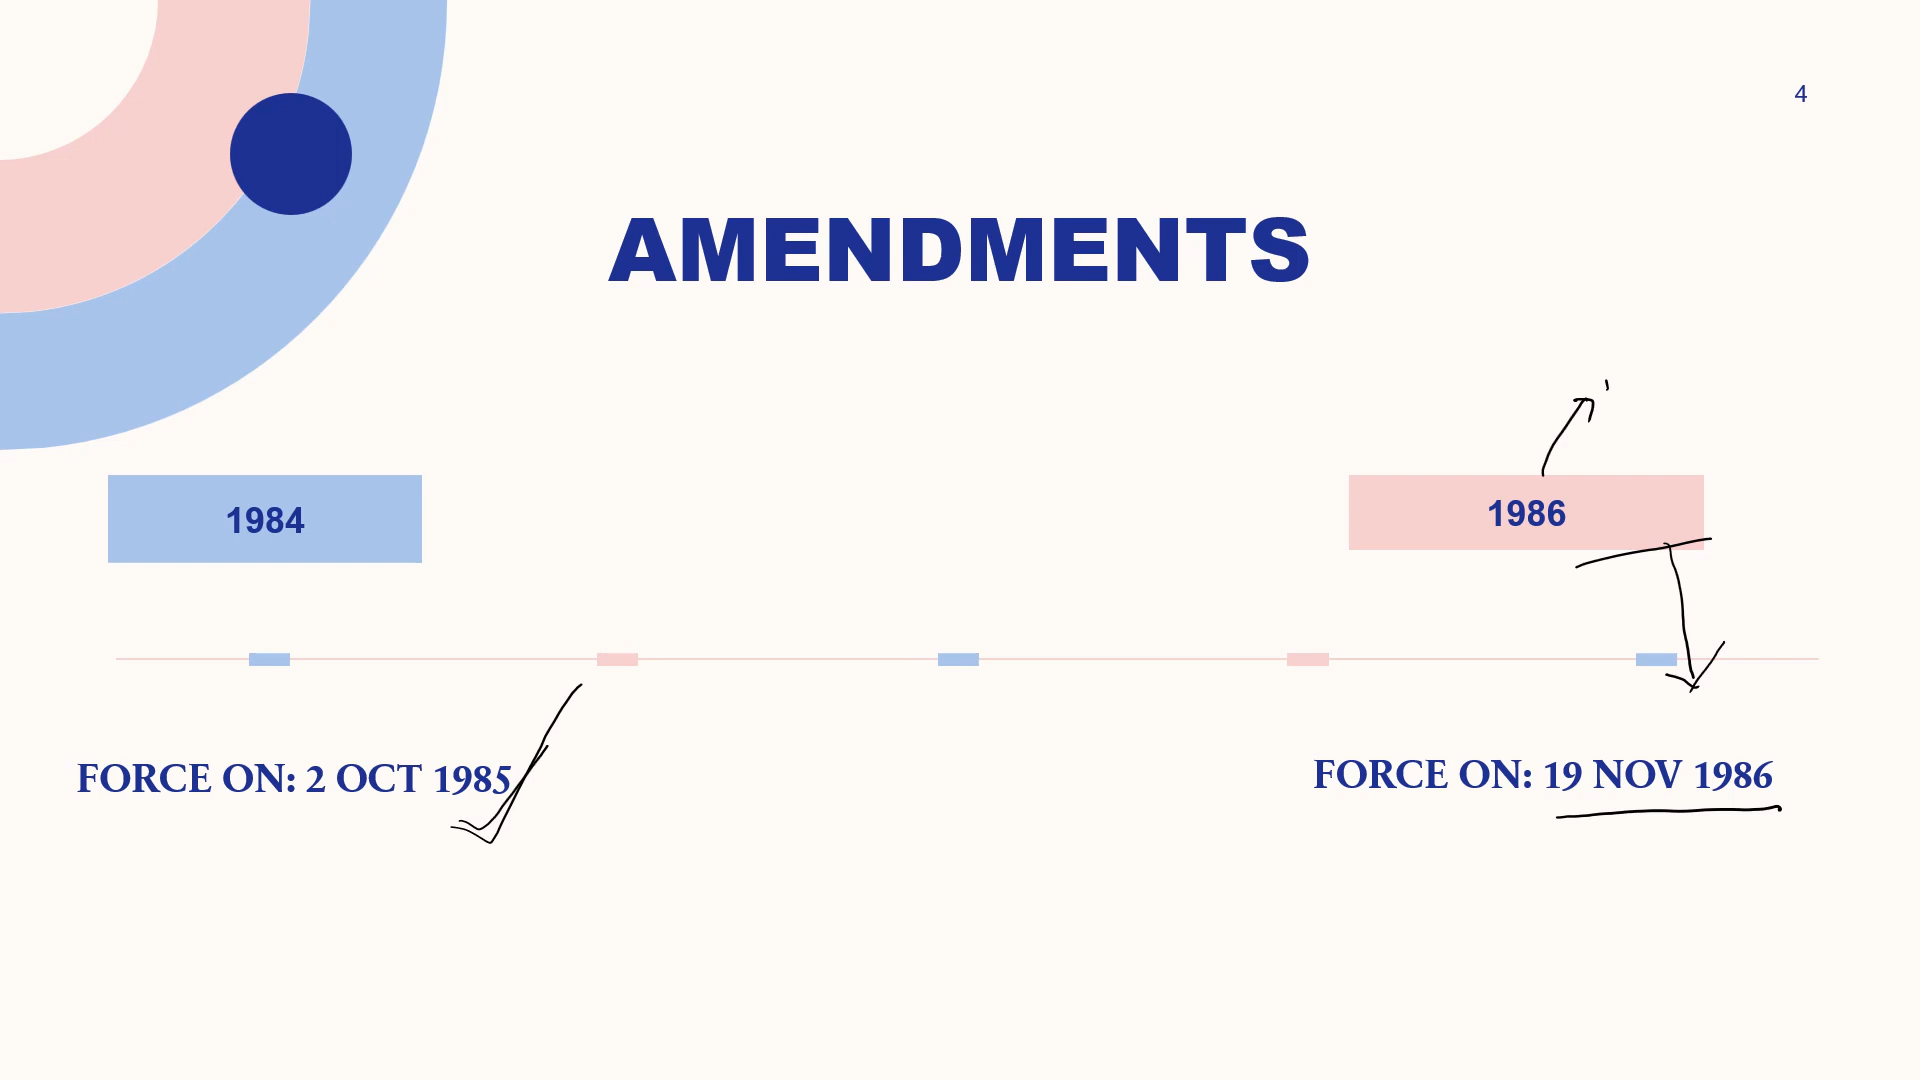 4
AMENDMENTS
1984
1986
FORCE ON: 2 OCT 1985
FORCE ON: 19 NOV 1986